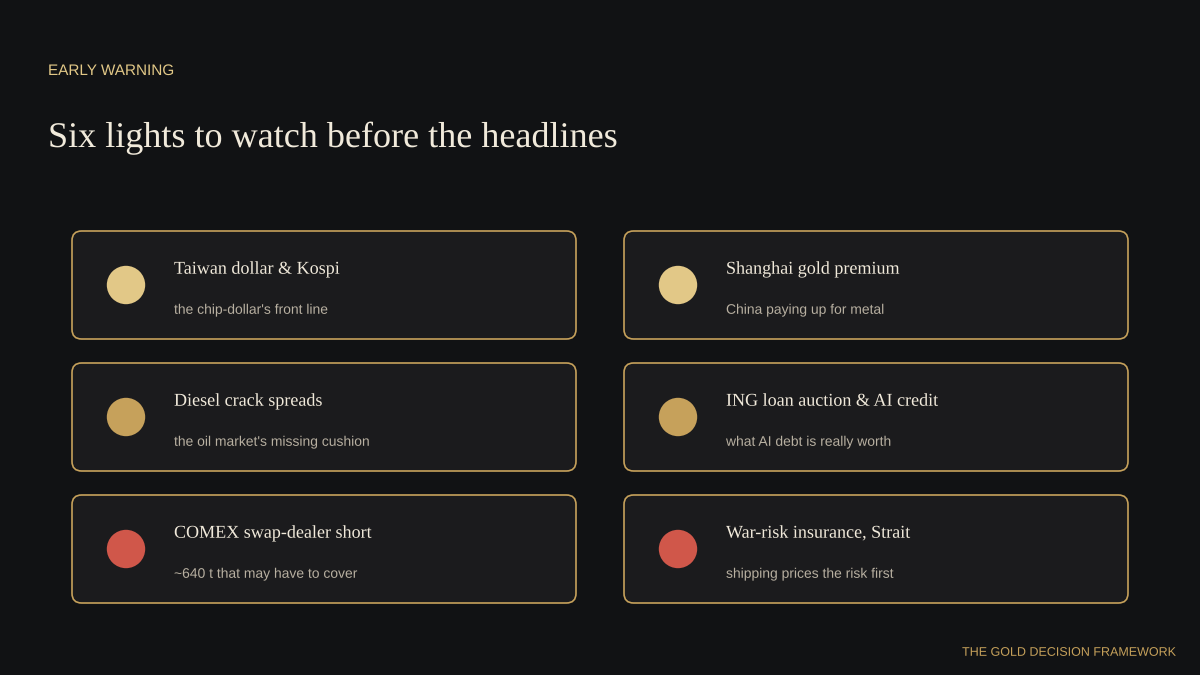 EARLY WARNING
Six lights to watch before the headlines
Taiwan dollar & Kospi
the chip-dollar's front line
Shanghai gold premium
China paying up for metal
Diesel crack spreads
the oil market's missing cushion
ING loan auction & AI credit
what AI debt is really worth
COMEX swap-dealer short
~640 t that may have to cover
War-risk insurance, Strait
shipping prices the risk first
THE GOLD DECISION FRAMEWORK